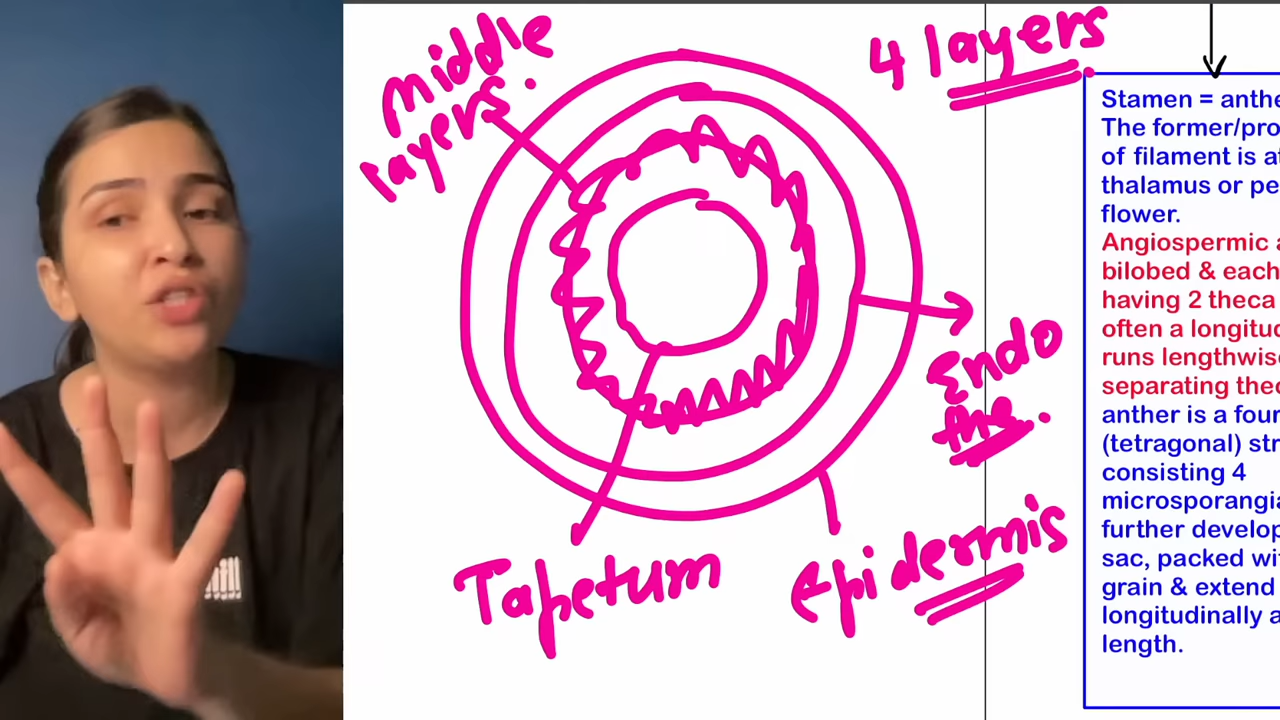 middle
layers.
4 layers
Endo
the.
Tapetum
epidermis
Stamen = anthe
The former/pro
of filament is at
thalamus or pe
flower.
Angiospermic a
bilobed & each
having 2 theca
often a longitud
runs lengthwise
separating thec
anther is a four
(tetragonal) str
consisting 4
microsporangia
further develop
sac, packed wit
grain & extend
longitudinally a
length.